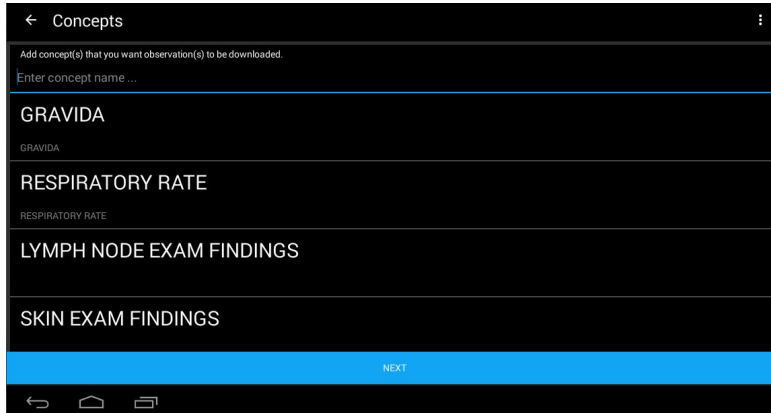 Concepts
Add concept(s) that you want observation(s) to be downloaded.
Enter concept name ...
GRAVIDA
GRAVIDA
RESPIRATORY RATE
RESPIRATORY RATE
LYMPH NODE EXAM FINDINGS
SKIN EXAM FINDINGS
NEXT